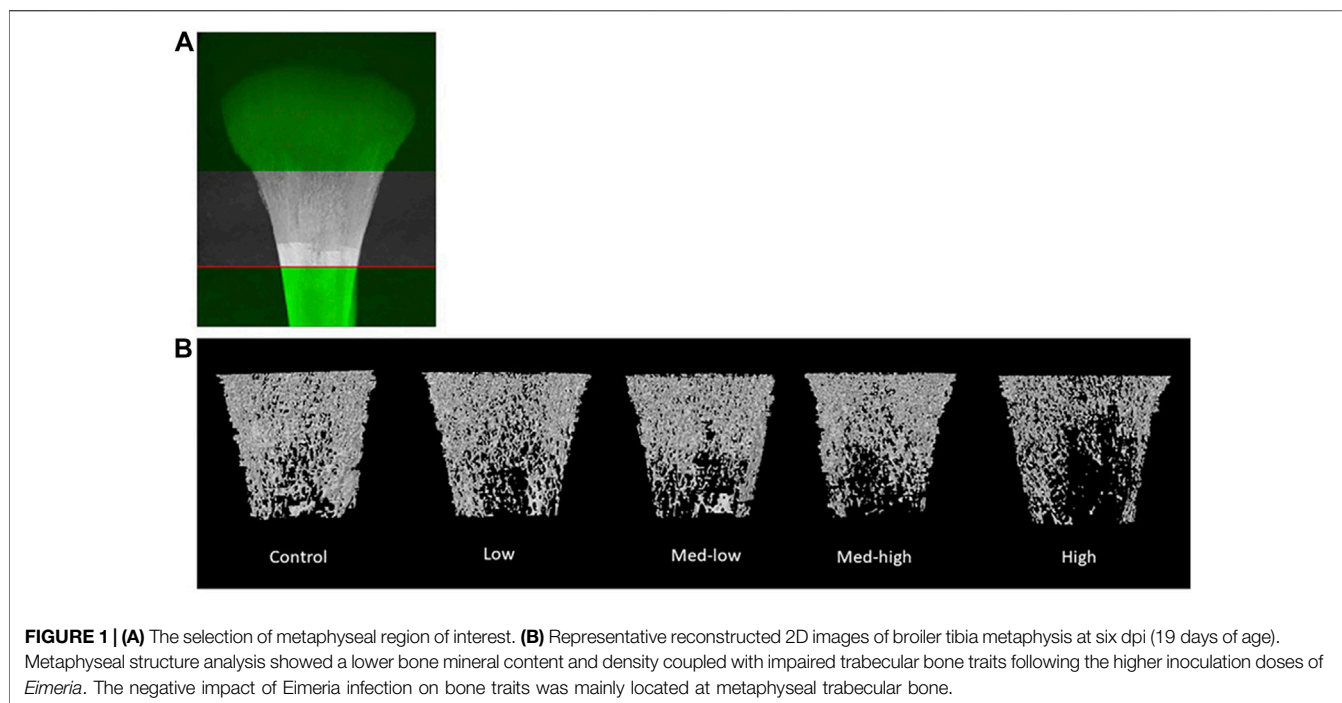 A
B
Control
Low
Med-low
Med-high
High
FIGURE 1 | (A) The selection of metaphyseal region of interest. (B) Representative reconstructed 2D images of broiler tibia metaphysis at six dpi (19 days of age).
Metaphyseal structure analysis showed a lower bone mineral content and density coupled with impaired trabecular bone traits following the higher inoculation doses of
Eimeria. The negative impact of Eimeria infection on bone traits was mainly located at metaphyseal trabecular bone.